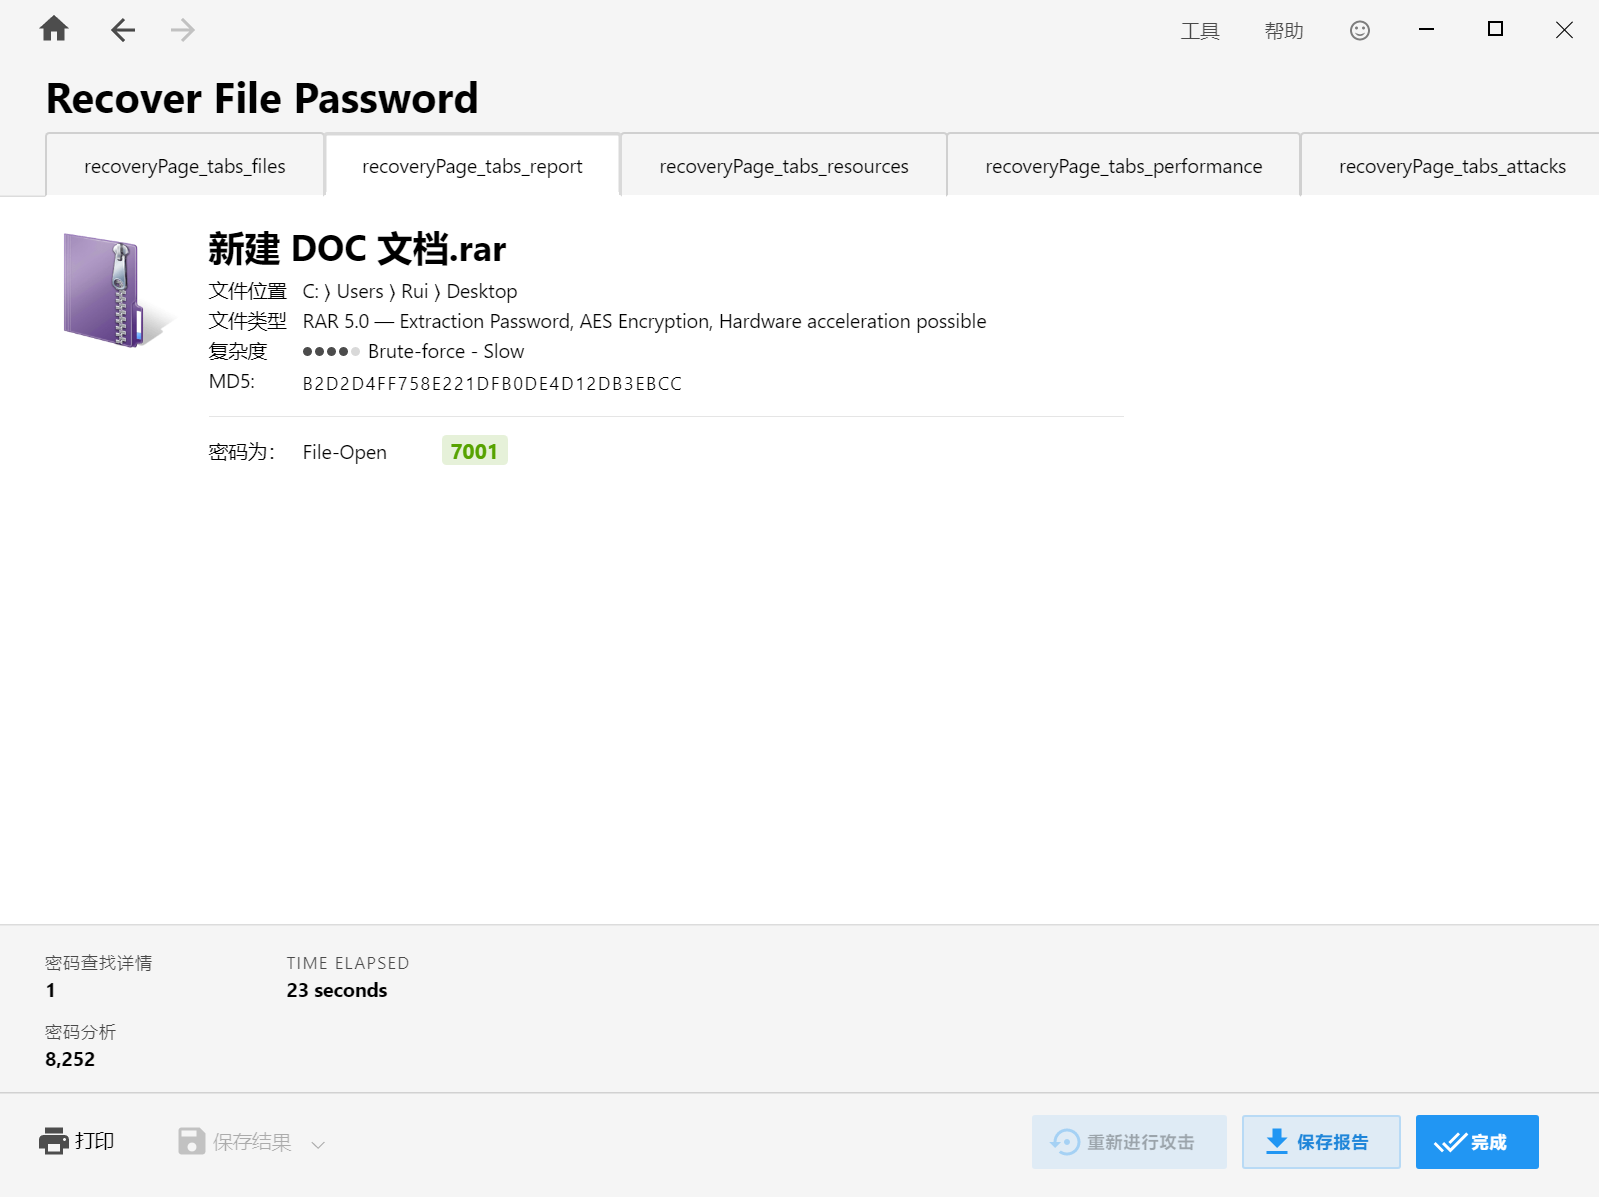 工具 帮助
Recover File Password
recoveryPage_tabs_files recoveryPage_tabs_report recoveryPage_tabs_resources recoveryPage_tabs_performance recoveryPage_tabs_attacks
新建 DOC 文档.rar
文件位置 C: ⟩ Users ⟩ Rui ⟩ Desktop
文件类型 RAR 5.0 — Extraction Password, AES Encryption, Hardware acceleration possible
复杂度 Brute-force - Slow
MD5: B2D2D4FF758E221DFB0DE4D12DB3EBCC
密码为： File-Open 7001
密码查找详情 TIME ELAPSED
1 23 seconds
密码分析
8,252
打印 保存结果 重新进行攻击 保存报告 完成